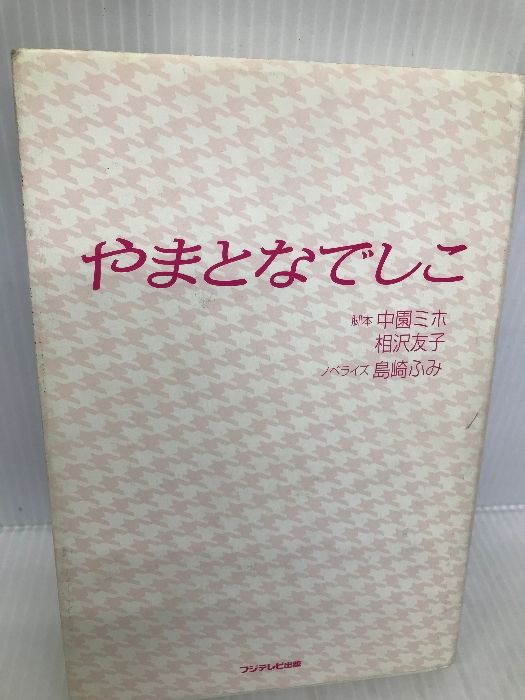 やまとなでしこ
脚本 中園ミホ
相沢友子
ノベライズ 島崎ふみ
フジテレビ出版